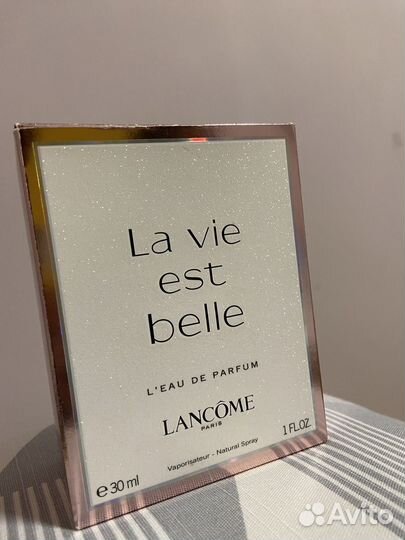 La vie
est
belle
L'EAU DE PARFUM
LANCÔME
PARIS
Vaporisateur - Natural Spray
e 30 ml
1 FL.OZ
Avito